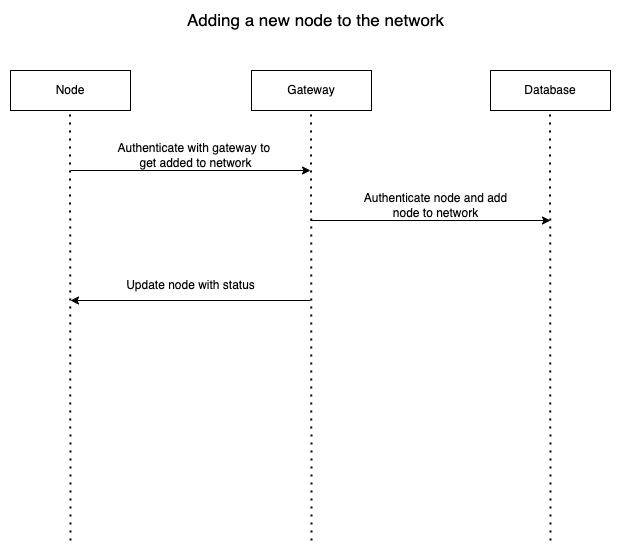 Adding a new node to the network
Node
Gateway
Database
Authenticate with gateway to
get added to network
Authenticate node and add
node to network
Update node with status